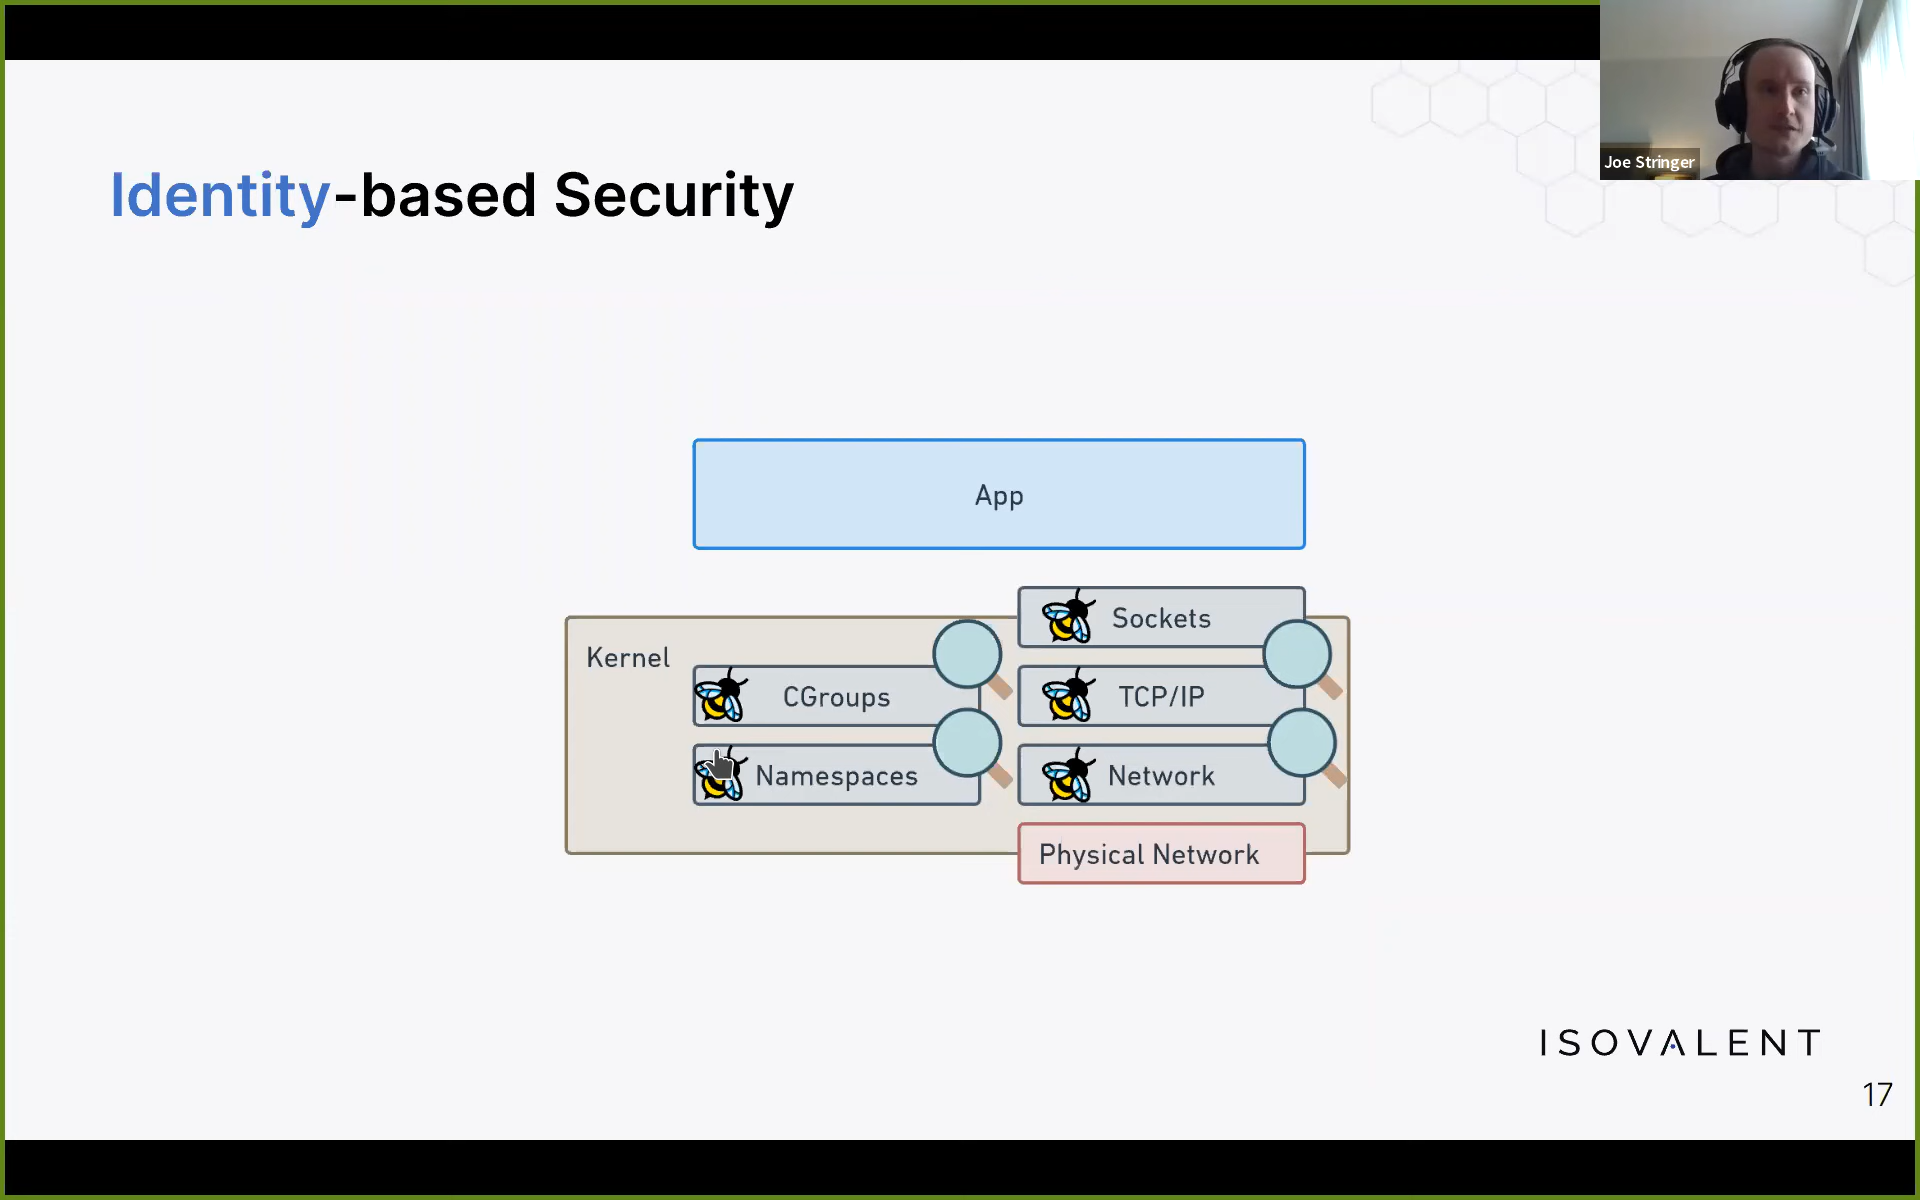 Joe Stringer
Identity-based Security
App
Sockets
Kernel
CGroups
TCP/IP
Namespaces
Network
Physical Network
ISOVALENT
17